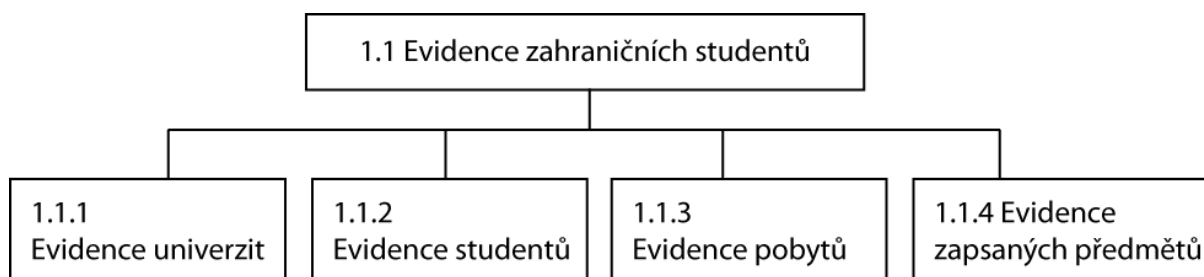 1.1 Evidence zahraničních studentů
1.1.1
Evidence univerzit
1.1.2
Evidence studentů
1.1.3
Evidence pobytů
1.1.4 Evidence
zapsaných předmětů